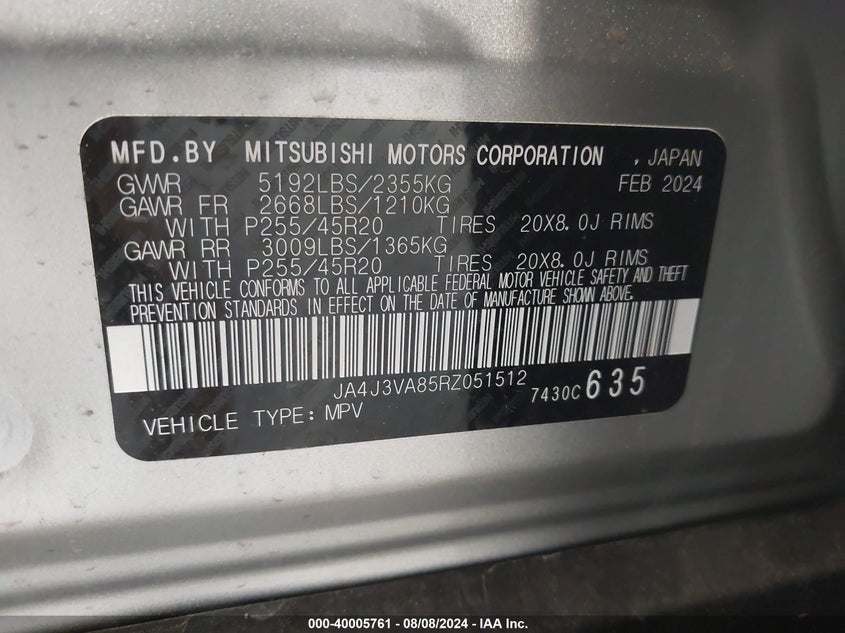 MFD.BY MITSUBISHI MOTORS CORPORATION , JAPAN
GVWR 5192LBS/2355KG FEB 2024
GAWR FR 2668LBS/1210KG
WITH P255/45R20 TIRES 20X8.0J RIMS
GAWR RR 3009LBS/1365KG
WITH P255/45R20 TIRES 20X8.0J RIMS
THIS VEHICLE CONFORMS TO ALL APPLICABLE FEDERAL MOTOR VEHICLE SAFETY AND THEFT
PREVENTION STANDARDS IN EFFECT ON THE DATE OF MANUFACTURE SHOWN ABOVE.
JA4J3VA85RZ051512 7430C 635
VEHICLE TYPE: MPV
000-40005761 - 08/08/2024 - IAA Inc.